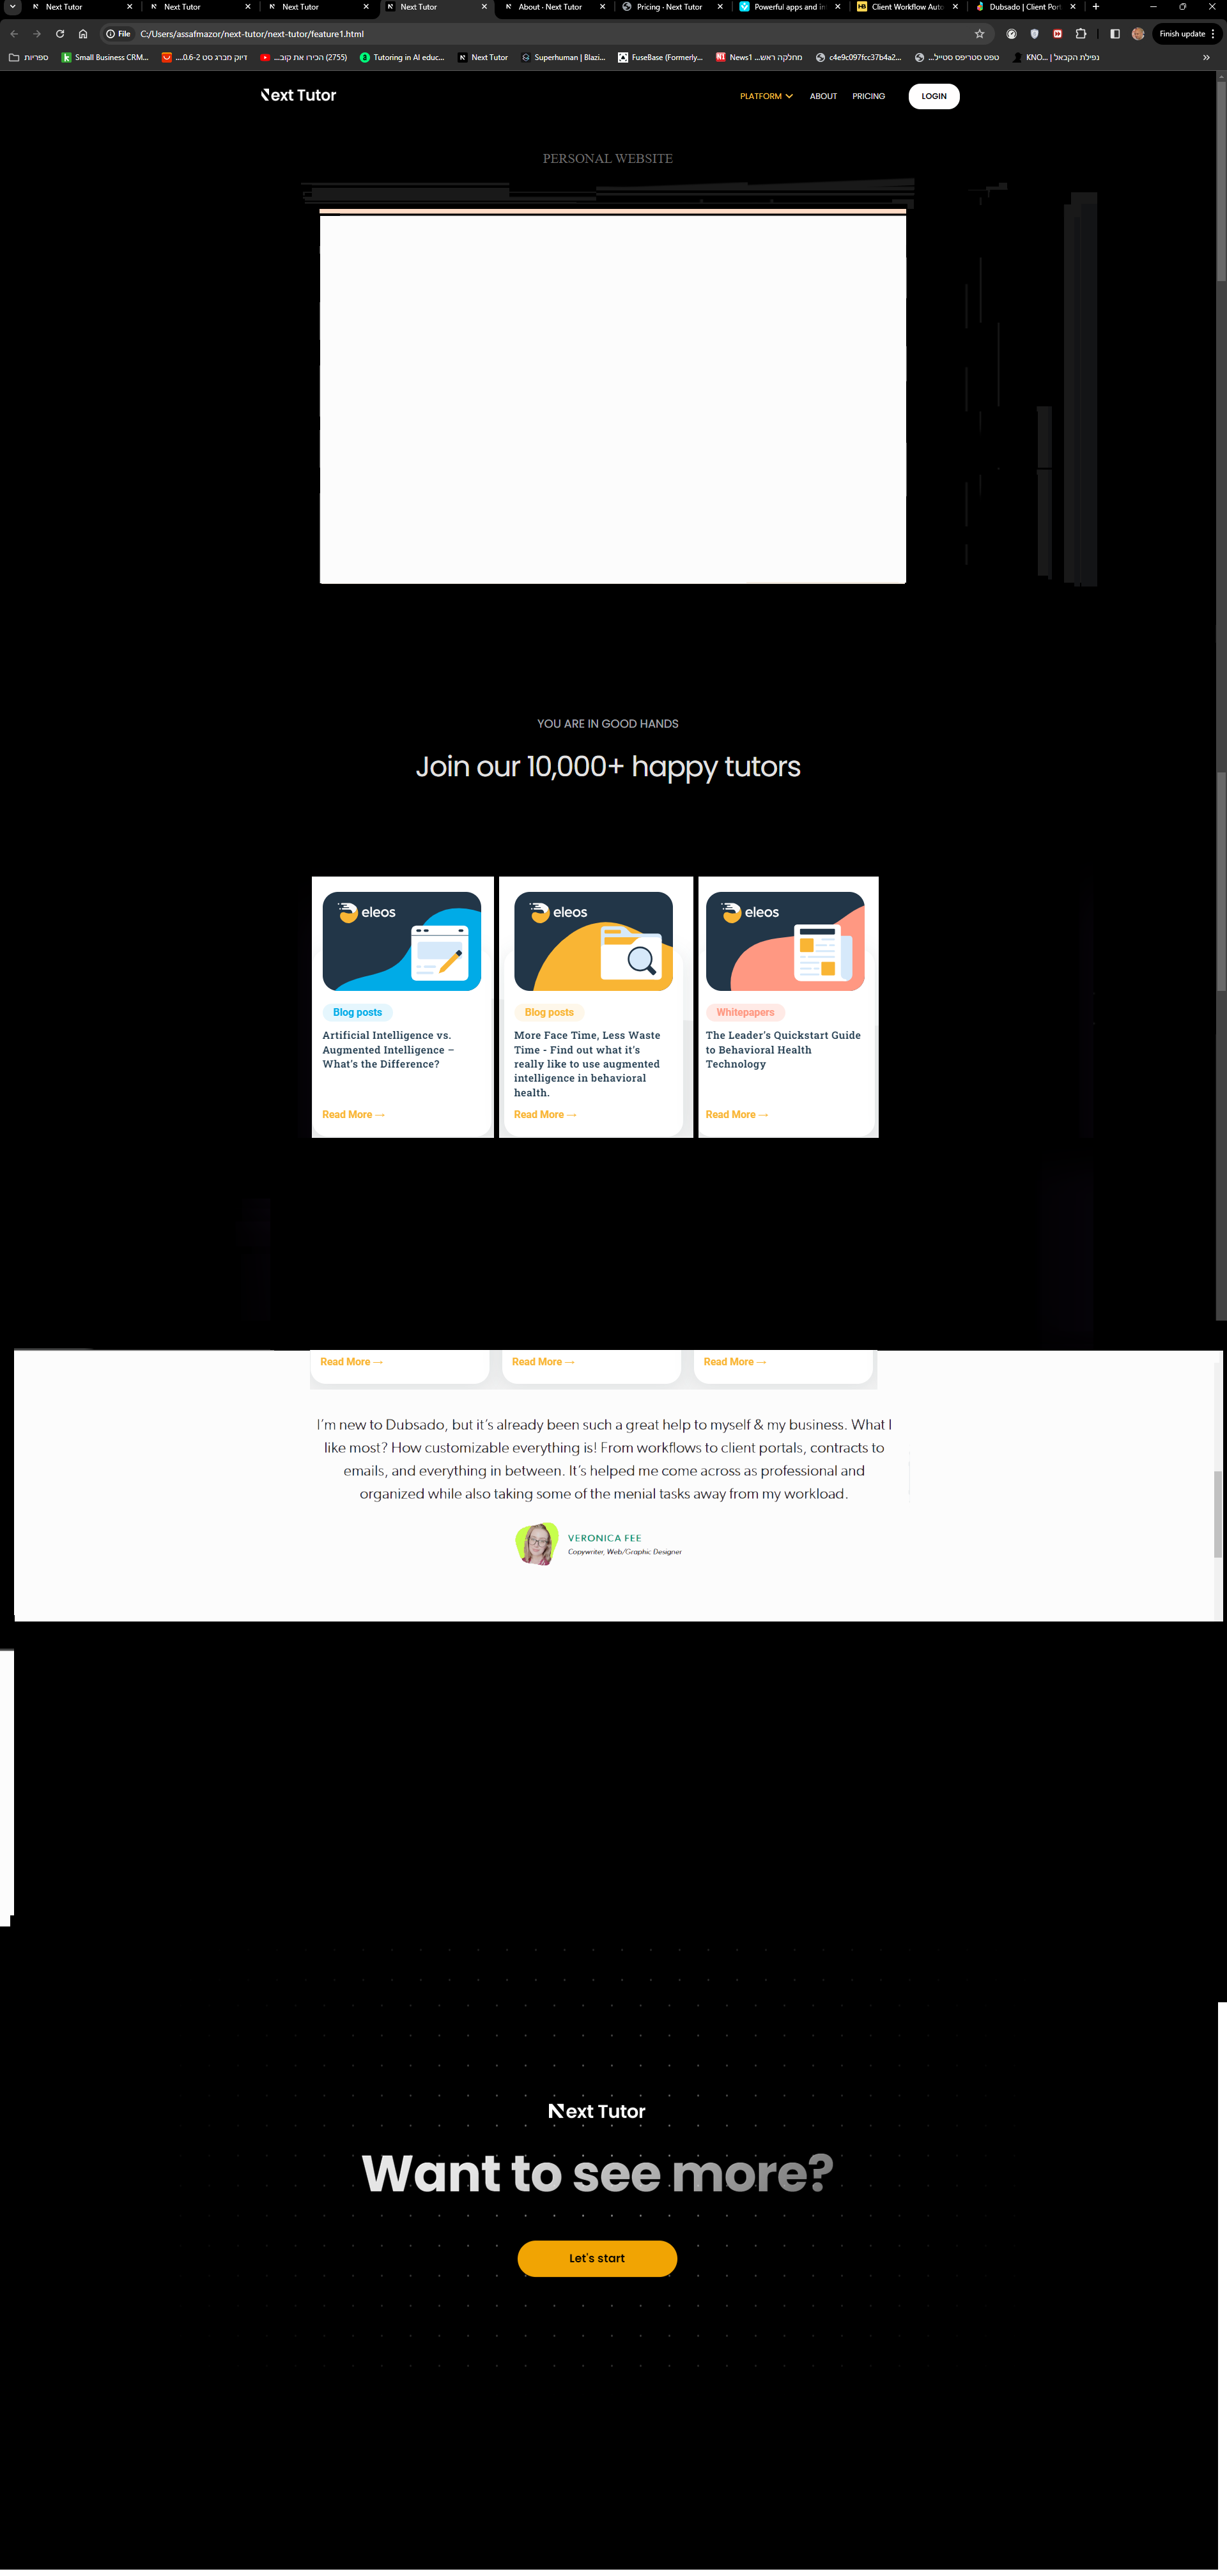 Next Tutor
Next Tutor
Next Tutor
Next Tutor
About · Next Tutor
Pricing · Next Tutor
Powerful apps and in
Client Workflow Auto
Dubsado | Client Por
File
C:/Users/assafmazor/next-tutor/next-tutor/feature1.html
Finish update
ספריות
Small Business CRM...
דיוק מברג סט 0.6-2....
(2755) הכירו את קוב...
Tutoring in AI educ...
Next Tutor
Superhuman | Blazi...
FuseBase (Formerly...
News1 מחלקה ראש...
c4e9c097fcc37b4a2...
טפט סטריפס סטייל...
נפילת הקבאל | KNO...
Next Tutor
PLATFORM
ABOUT
PRICING
LOGIN
PERSONAL WEBSITE
YOU ARE IN GOOD HANDS
Join our 10,000+ happy tutors
eleos
Blog posts
Artificial Intelligence vs.
Augmented Intelligence –
What's the Difference?
Read More →
eleos
Blog posts
More Face Time, Less Waste
Time - Find out what it's
really like to use augmented
intelligence in behavioral
health.
Read More →
eleos
Whitepapers
The Leader's Quickstart Guide
to Behavioral Health
Technology
Read More →
Read More →
Read More →
Read More →
I'm new to Dubsado, but it's already been such a great help to myself & my business. What I
like most? How customizable everything is! From workflows to client portals, contracts to
emails, and everything in between. It's helped me come across as professional and
organized while also taking some of the menial tasks away from my workload.
VERONICA FEE
Copywriter, Web/Graphic Designer
Next Tutor
Want to see more?
Let's start